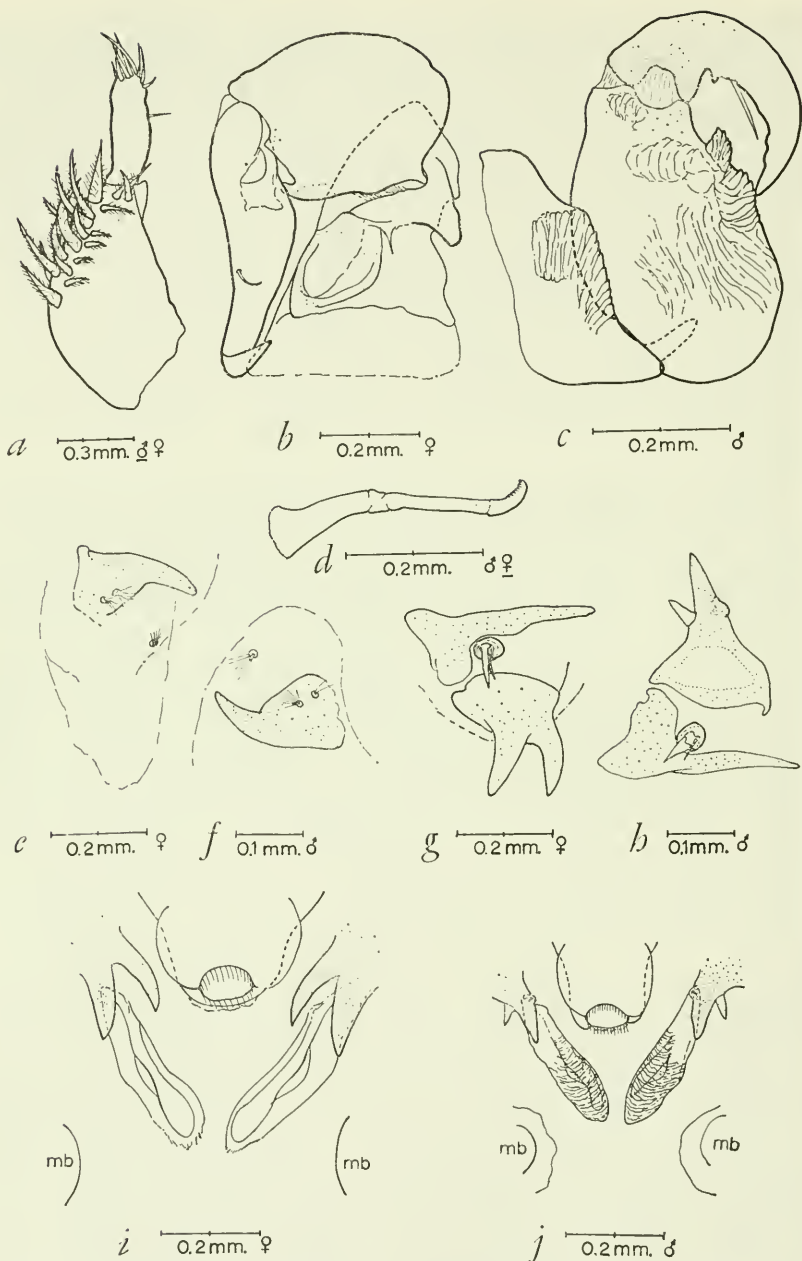 a 0.3mm. ♂♀
b 0.2mm. ♀
c 0.2mm. ♂
d 0.2mm. ♂♀
e 0.2mm. ♀
f 0.1mm. ♂
g 0.2mm. ♀
h 0.1mm. ♂
mb mb mb mb
i 0.2mm. ♀
j 0.2mm. ♂